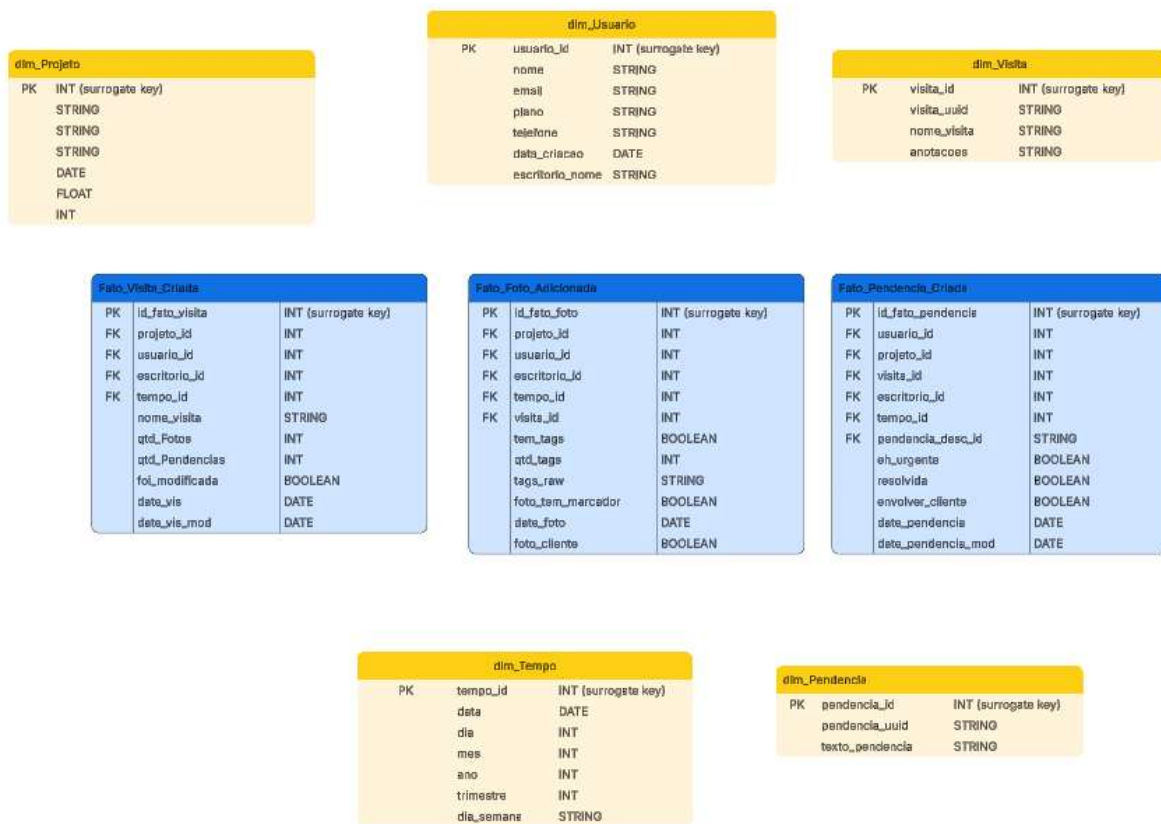 dim_Usuario
PK usuario_id INT (surrogate key)
nome STRING
email STRING
plano STRING
telefone STRING
data_criacao DATE
escritorio_nome STRING
dim_Projeto
PK INT (surrogate key)
STRING
STRING
STRING
DATE
FLOAT
INT
dim_Visita
PK visita_id INT (surrogate key)
visita_uuid STRING
nome_visita STRING
anotacoes STRING
Fato_Visita_Criada
PK id_fato_visita INT (surrogate key)
FK projeto_id INT
FK usuario_id INT
FK escritorio_id INT
FK tempo_id INT
nome_visita STRING
qtd_Fotos INT
qtd_Pendencias INT
foi_modificada BOOLEAN
date_vis DATE
date_vis_mod DATE
Fato_Foto_Adicionada
PK id_fato_foto INT (surrogate key)
FK projeto_id INT
FK usuario_id INT
FK escritorio_id INT
FK tempo_id INT
FK visita_id INT
tem_tags BOOLEAN
qtd_tags INT
tags_raw STRING
foto_tem_marcador BOOLEAN
date_foto DATE
foto_cliente BOOLEAN
Fato_Pendencia_Criada
PK id_fato_pendencia INT (surrogate key)
FK usuario_id INT
FK projeto_id INT
FK visita_id INT
FK escritorio_id INT
FK tempo_id INT
FK pendencia_desc_id STRING
eh_urgente BOOLEAN
resolvida BOOLEAN
envolver_cliente BOOLEAN
date_pendencia DATE
date_pendencia_mod DATE
dim_Tempo
PK tempo_id INT (surrogate key)
data DATE
dia INT
mes INT
ano INT
trimestre INT
dia_semana STRING
dim_Pendencia
PK pendencia_id INT (surrogate key)
pendencia_uuid STRING
texto_pendencia STRING